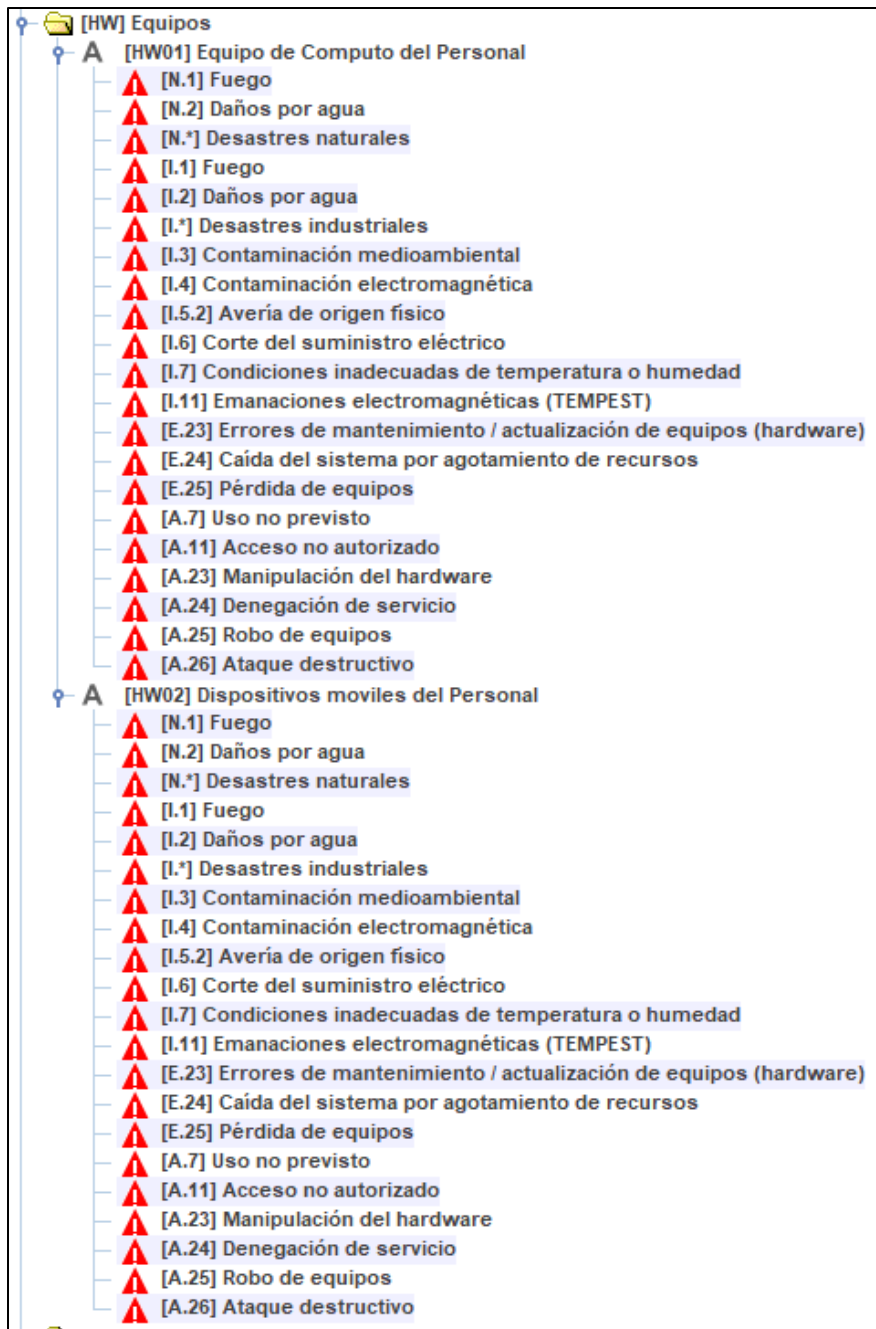 [HW] Equipos
A [HW01] Equipo de Computo del Personal
[N.1] Fuego
[N.2] Daños por agua
[N.*] Desastres naturales
[I.1] Fuego
[I.2] Daños por agua
[I.*] Desastres industriales
[I.3] Contaminación medioambiental
[I.4] Contaminación electromagnética
[I.5.2] Avería de origen físico
[I.6] Corte del suministro eléctrico
[I.7] Condiciones inadecuadas de temperatura o humedad
[I.11] Emanaciones electromagnéticas (TEMPEST)
[E.23] Errores de mantenimiento / actualización de equipos (hardware)
[E.24] Caída del sistema por agotamiento de recursos
[E.25] Pérdida de equipos
[A.7] Uso no previsto
[A.11] Acceso no autorizado
[A.23] Manipulación del hardware
[A.24] Denegación de servicio
[A.25] Robo de equipos
[A.26] Ataque destructivo
A [HW02] Dispositivos moviles del Personal
[N.1] Fuego
[N.2] Daños por agua
[N.*] Desastres naturales
[I.1] Fuego
[I.2] Daños por agua
[I.*] Desastres industriales
[I.3] Contaminación medioambiental
[I.4] Contaminación electromagnética
[I.5.2] Avería de origen físico
[I.6] Corte del suministro eléctrico
[I.7] Condiciones inadecuadas de temperatura o humedad
[I.11] Emanaciones electromagnéticas (TEMPEST)
[E.23] Errores de mantenimiento / actualización de equipos (hardware)
[E.24] Caída del sistema por agotamiento de recursos
[E.25] Pérdida de equipos
[A.7] Uso no previsto
[A.11] Acceso no autorizado
[A.23] Manipulación del hardware
[A.24] Denegación de servicio
[A.25] Robo de equipos
[A.26] Ataque destructivo